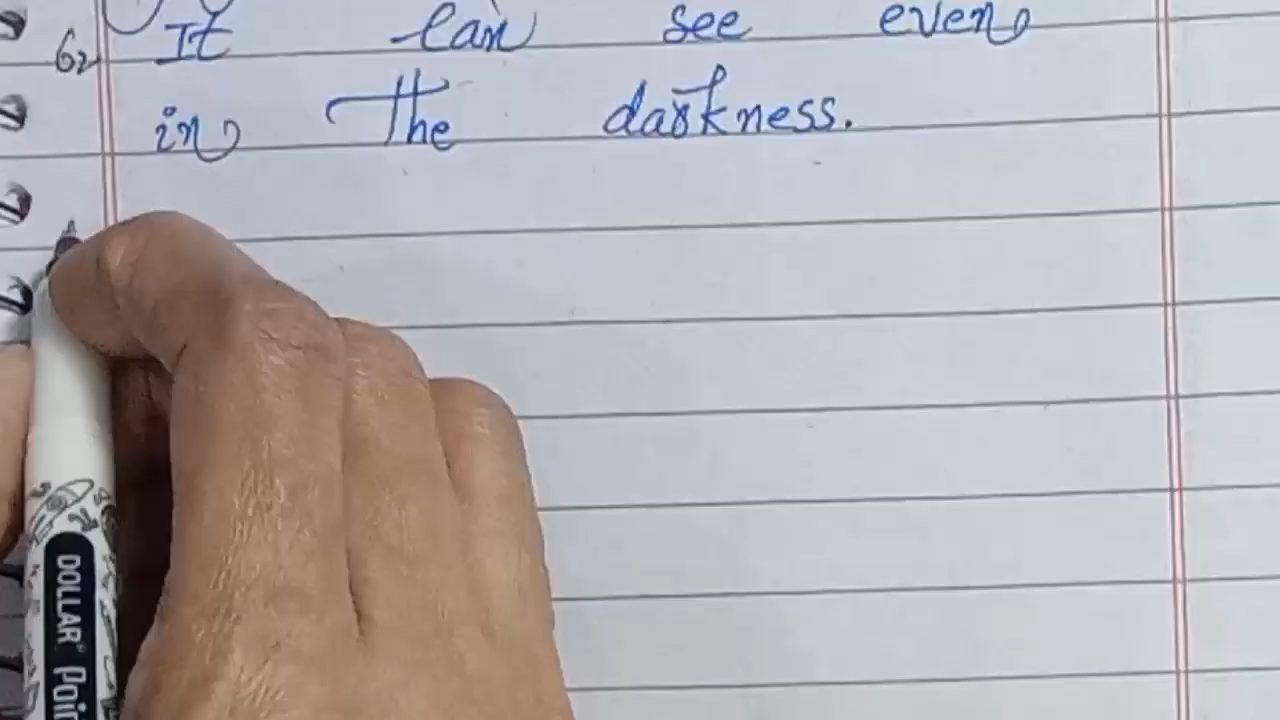 6, It can see even
in the darkness.
DOLLAR